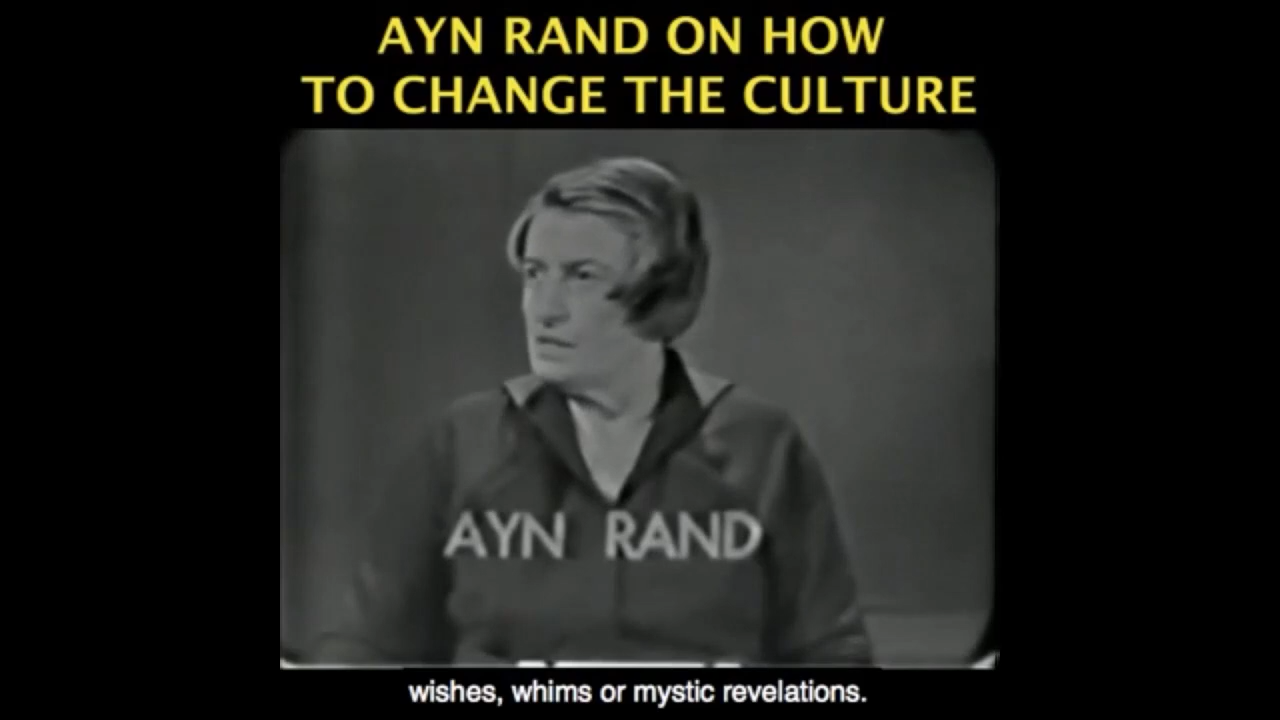 AYN RAND ON HOW
TO CHANGE THE CULTURE
AYN RAND
wishes, whims or mystic revelations.